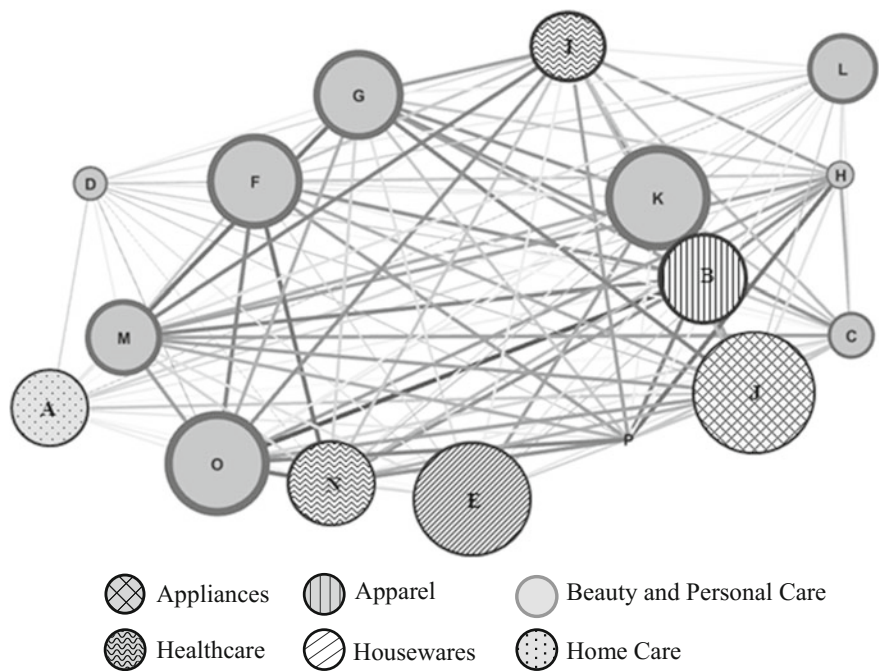 I
L
G
H
D
F
K
B
M
C
A
J
P
O
N
E
Appliances Apparel Beauty and Personal Care
Healthcare Housewares Home Care